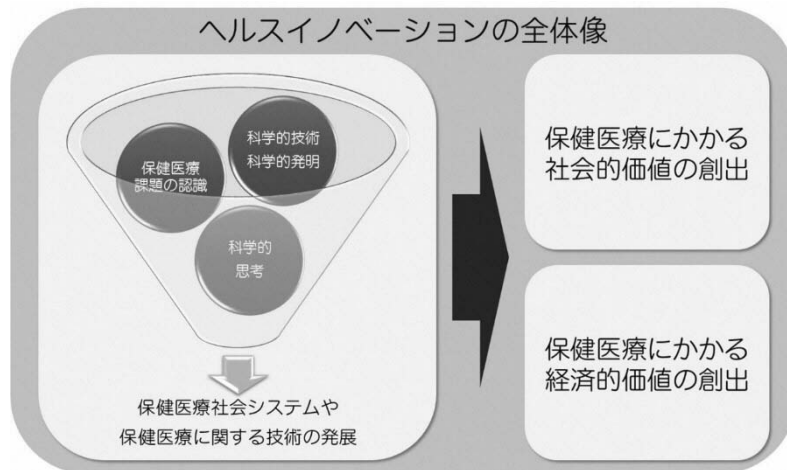 ヘルスイノベーションの全体像
保健医療
課題の認識
科学的技術
科学的発明
科学的
思考
保健医療社会システムや
保健医療に関する技術の発展
保健医療にかかる
社会的価値の創出
保健医療にかかる
経済的価値の創出